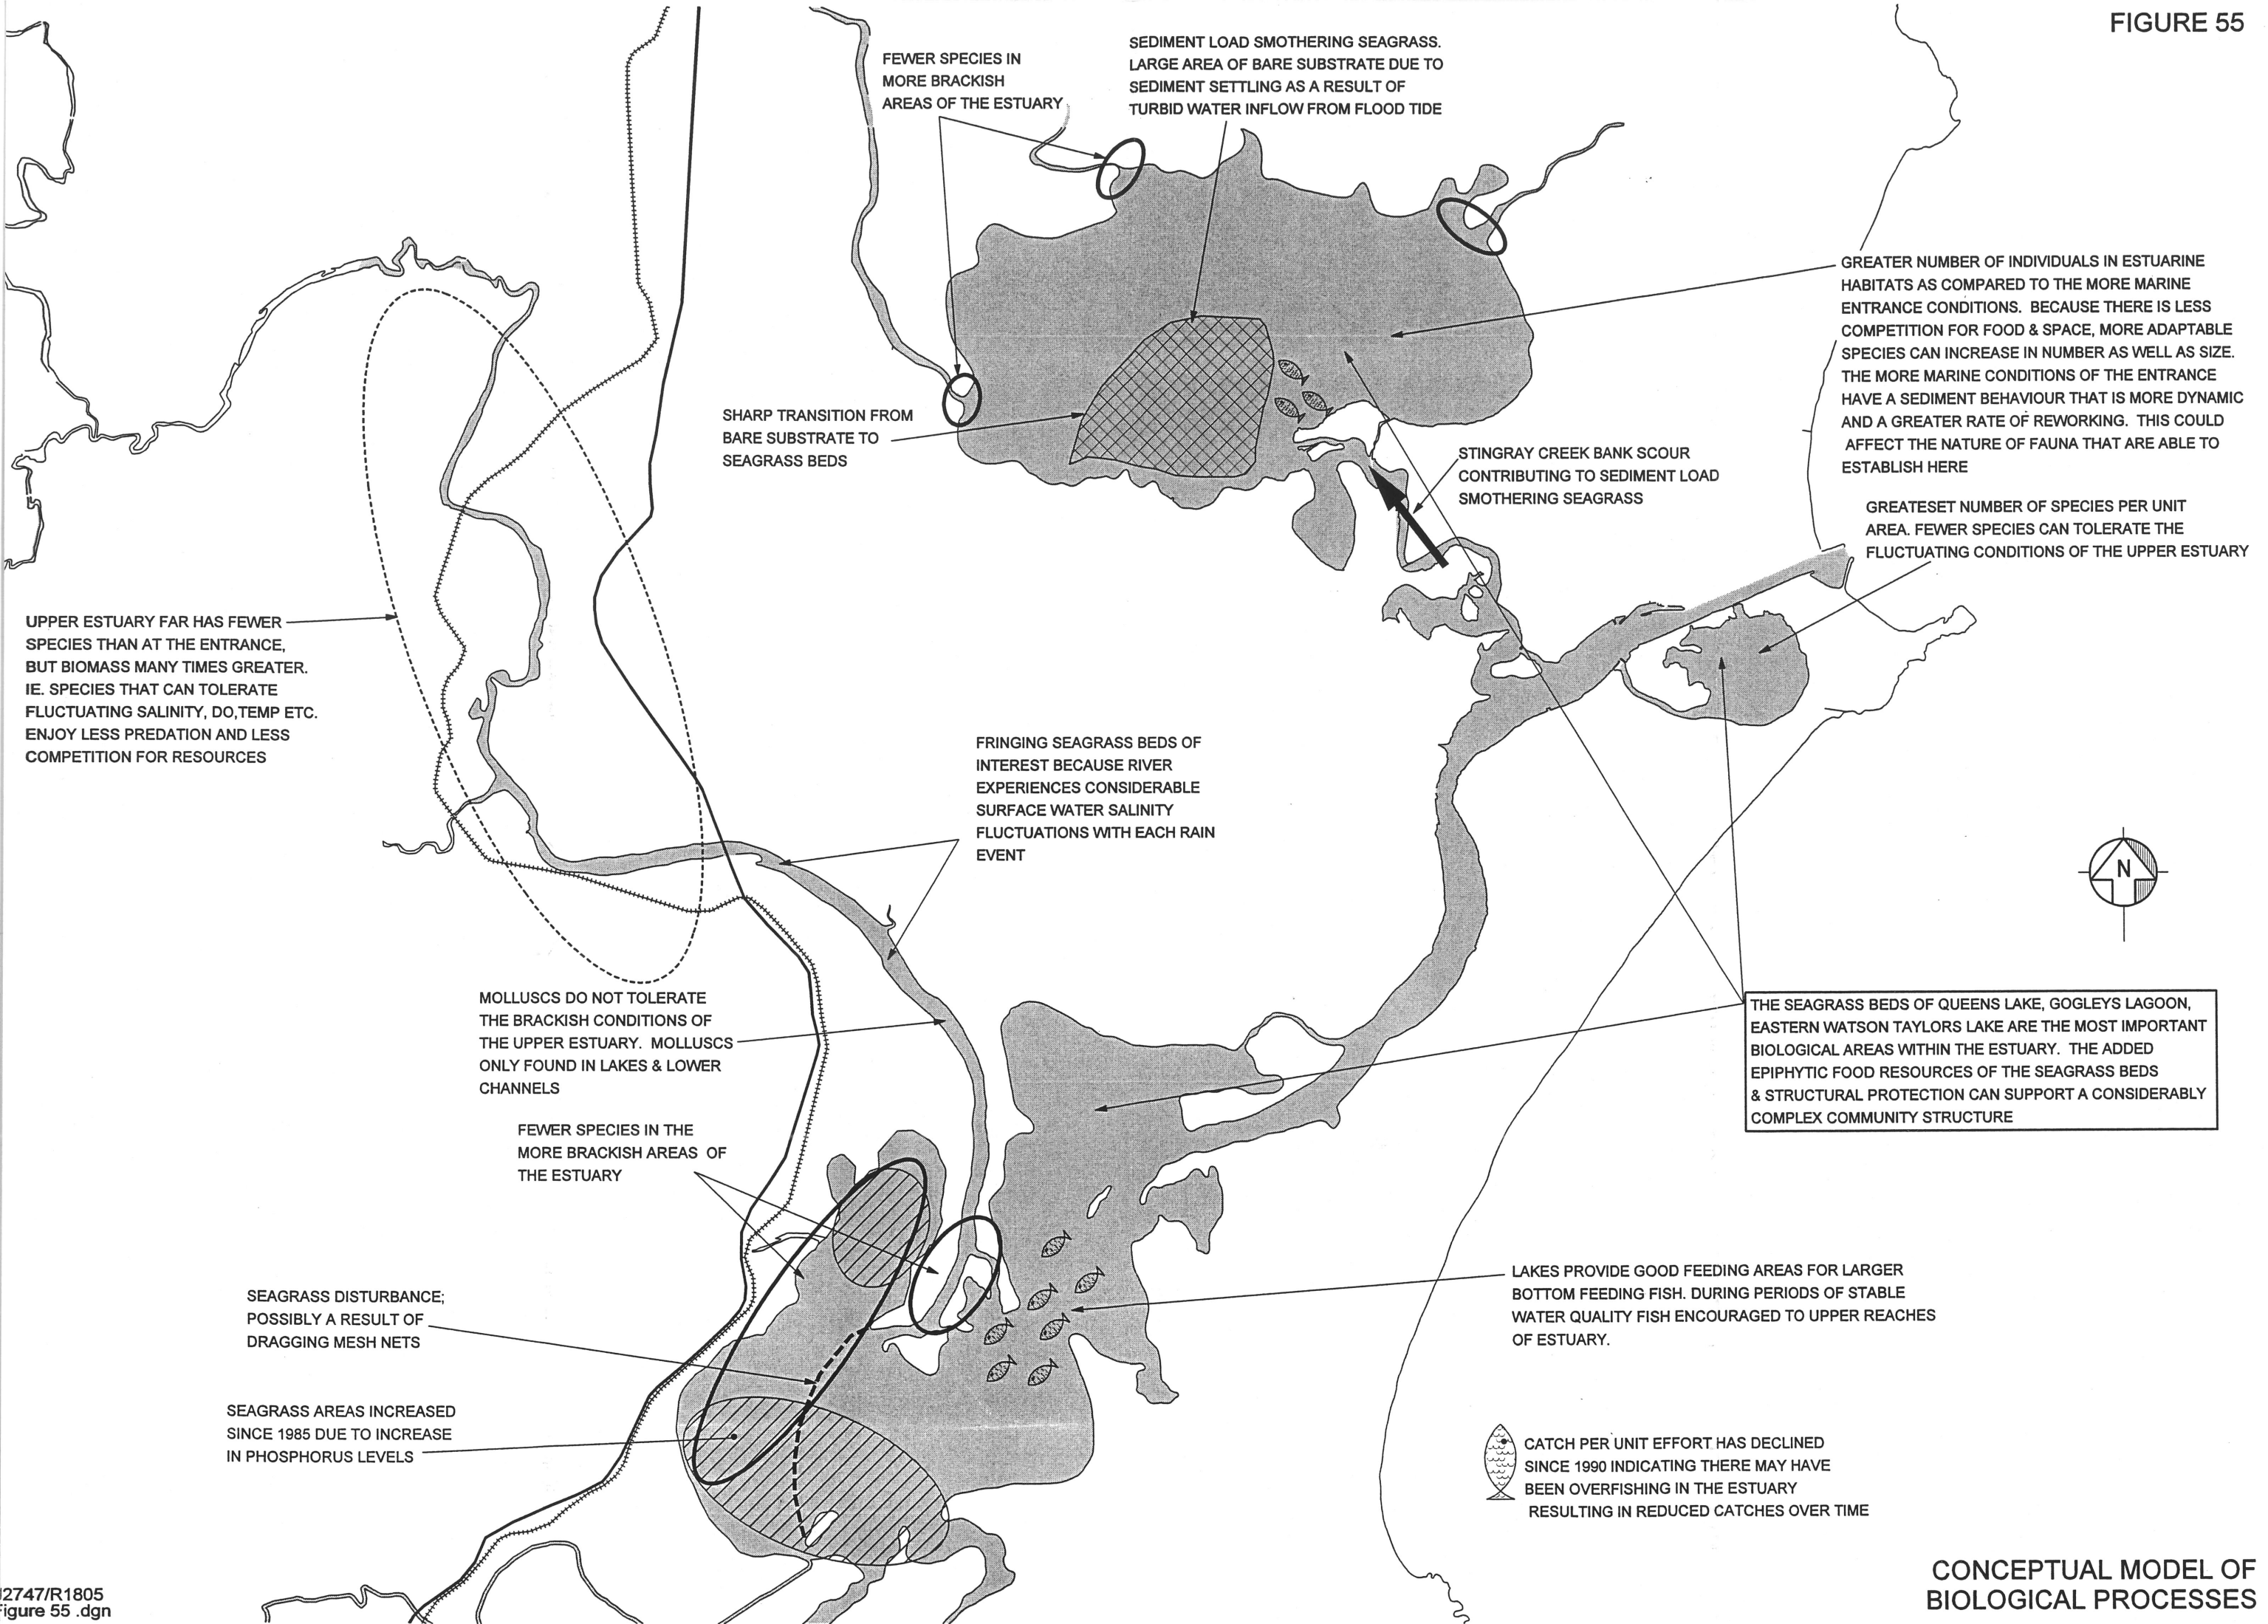 FIGURE 55
FEWER SPECIES IN
MORE BRACKISH
AREAS OF THE ESTUARY
SEDIMENT LOAD SMOTHERING SEAGRASS.
LARGE AREA OF BARE SUBSTRATE DUE TO
SEDIMENT SETTLING AS A RESULT OF
TURBID WATER INFLOW FROM FLOOD TIDE
GREATER NUMBER OF INDIVIDUALS IN ESTUARINE
HABITATS AS COMPARED TO THE MORE MARINE
ENTRANCE CONDITIONS. BECAUSE THERE IS LESS
COMPETITION FOR FOOD & SPACE, MORE ADAPTABLE
SPECIES CAN INCREASE IN NUMBER AS WELL AS SIZE.
THE MORE MARINE CONDITIONS OF THE ENTRANCE
HAVE A SEDIMENT BEHAVIOUR THAT IS MORE DYNAMIC
AND A GREATER RATE OF REWORKING. THIS COULD
AFFECT THE NATURE OF FAUNA THAT ARE ABLE TO
ESTABLISH HERE
SHARP TRANSITION FROM
BARE SUBSTRATE TO
SEAGRASS BEDS
STINGRAY CREEK BANK SCOUR
CONTRIBUTING TO SEDIMENT LOAD
SMOTHERING SEAGRASS
GREATESET NUMBER OF SPECIES PER UNIT
AREA. FEWER SPECIES CAN TOLERATE THE
FLUCTUATING CONDITIONS OF THE UPPER ESTUARY
UPPER ESTUARY FAR HAS FEWER
SPECIES THAN AT THE ENTRANCE,
BUT BIOMASS MANY TIMES GREATER.
IE. SPECIES THAT CAN TOLERATE
FLUCTUATING SALINITY, DO,TEMP ETC.
ENJOY LESS PREDATION AND LESS
COMPETITION FOR RESOURCES
FRINGING SEAGRASS BEDS OF
INTEREST BECAUSE RIVER
EXPERIENCES CONSIDERABLE
SURFACE WATER SALINITY
FLUCTUATIONS WITH EACH RAIN
EVENT
N
MOLLUSCS DO NOT TOLERATE
THE BRACKISH CONDITIONS OF
THE UPPER ESTUARY. MOLLUSCS
ONLY FOUND IN LAKES & LOWER
CHANNELS
THE SEAGRASS BEDS OF QUEENS LAKE, GOGLEYS LAGOON,
EASTERN WATSON TAYLORS LAKE ARE THE MOST IMPORTANT
BIOLOGICAL AREAS WITHIN THE ESTUARY. THE ADDED
EPIPHYTIC FOOD RESOURCES OF THE SEAGRASS BEDS
& STRUCTURAL PROTECTION CAN SUPPORT A CONSIDERABLY
COMPLEX COMMUNITY STRUCTURE
FEWER SPECIES IN THE
MORE BRACKISH AREAS OF
THE ESTUARY
SEAGRASS DISTURBANCE;
POSSIBLY A RESULT OF
DRAGGING MESH NETS
LAKES PROVIDE GOOD FEEDING AREAS FOR LARGER
BOTTOM FEEDING FISH. DURING PERIODS OF STABLE
WATER QUALITY FISH ENCOURAGED TO UPPER REACHES
OF ESTUARY.
SEAGRASS AREAS INCREASED
SINCE 1985 DUE TO INCREASE
IN PHOSPHORUS LEVELS
CATCH PER UNIT EFFORT HAS DECLINED
SINCE 1990 INDICATING THERE MAY HAVE
BEEN OVERFISHING IN THE ESTUARY
RESULTING IN REDUCED CATCHES OVER TIME
CONCEPTUAL MODEL OF
BIOLOGICAL PROCESSES
2747/R1805
Figure 55 .dgn